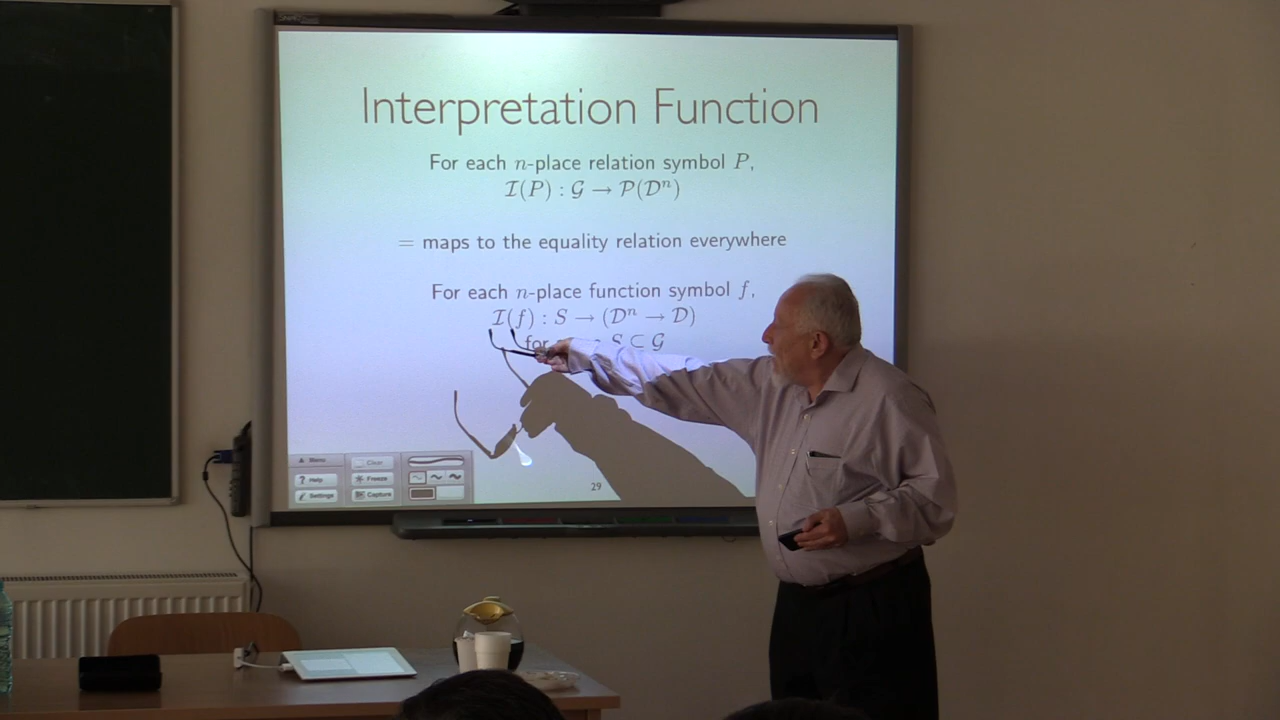 Interpretation Function
For each n-place relation symbol P,
I(P) : G → P(Dⁿ)
= maps to the equality relation everywhere
For each n-place function symbol f,
I(f) : S → (Dⁿ → D)
for S ⊂ G
Menu
Clear
Help
Freeze
Settings
Capture
29